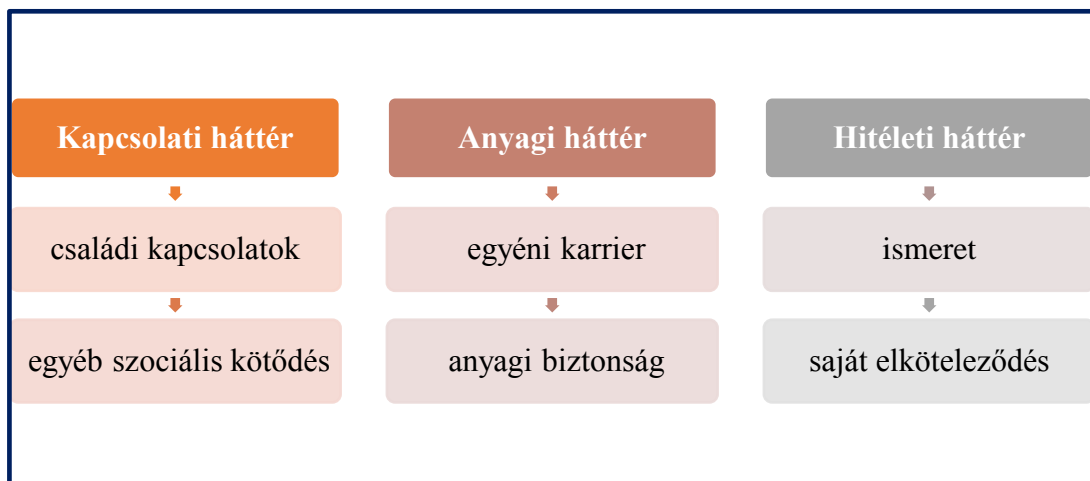 Kapcsolati háttér
családi kapcsolatok
egyéb szociális kötődés
Anyagi háttér
egyéni karrier
anyagi biztonság
Hitéleti háttér
ismeret
saját elköteleződés